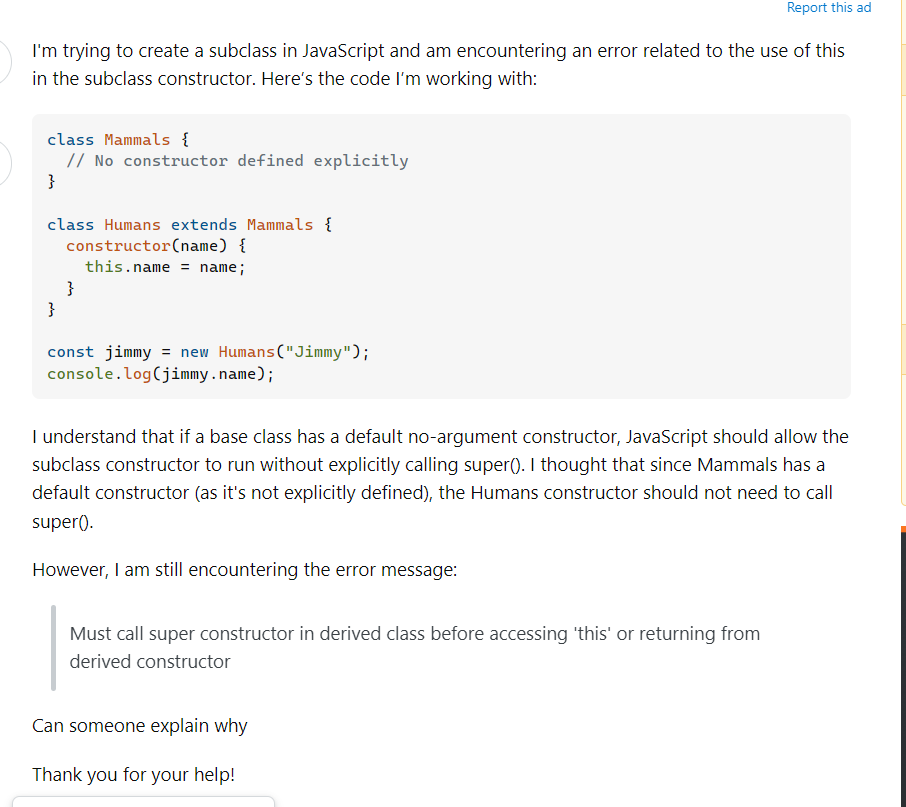 Report this ad
I'm trying to create a subclass in JavaScript and am encountering an error related to the use of this
in the subclass constructor. Here's the code I'm working with:
class Mammals {
  // No constructor defined explicitly
}
class Humans extends Mammals {
  constructor(name) {
    this.name = name;
  }
}
const jimmy = new Humans("Jimmy");
console.log(jimmy.name);
I understand that if a base class has a default no-argument constructor, JavaScript should allow the
subclass constructor to run without explicitly calling super(). I thought that since Mammals has a
default constructor (as it's not explicitly defined), the Humans constructor should not need to call
super().
However, I am still encountering the error message:
Must call super constructor in derived class before accessing 'this' or returning from
derived constructor
Can someone explain why
Thank you for your help!